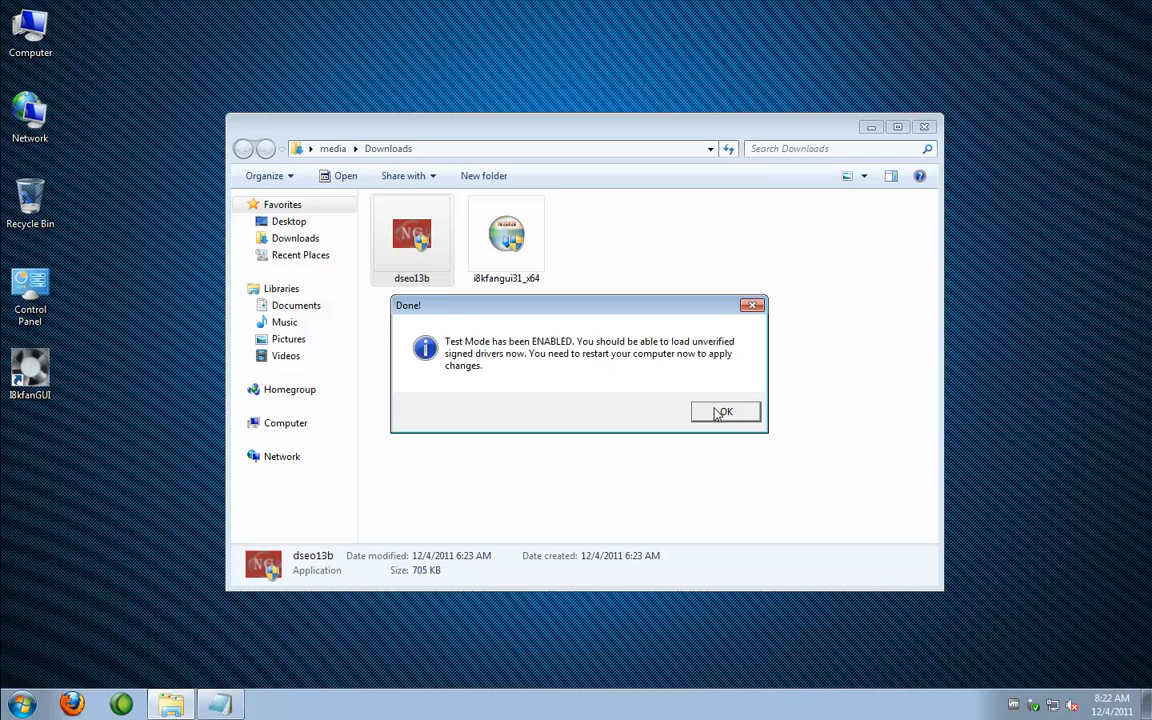 Computer
Network
Recycle Bin
Control
Panel
I8kfanGUI
media
Downloads
Search Downloads
Organize
Open
Share with
New folder
Favorites
Desktop
Downloads
Recent Places
Libraries
Documents
Music
Pictures
Videos
Homegroup
Computer
Network
NG
dseo13b
i8kfangui31_x64
Done!
Test Mode has been ENABLED. You should be able to load unverified
signed drivers now. You need to restart your computer now to apply
changes.
OK
NG
dseo13b Date modified: 12/4/2011 6:23 AM Date created: 12/4/2011 6:23 AM
Application Size: 705 KB
vm
8:22 AM
12/4/2011